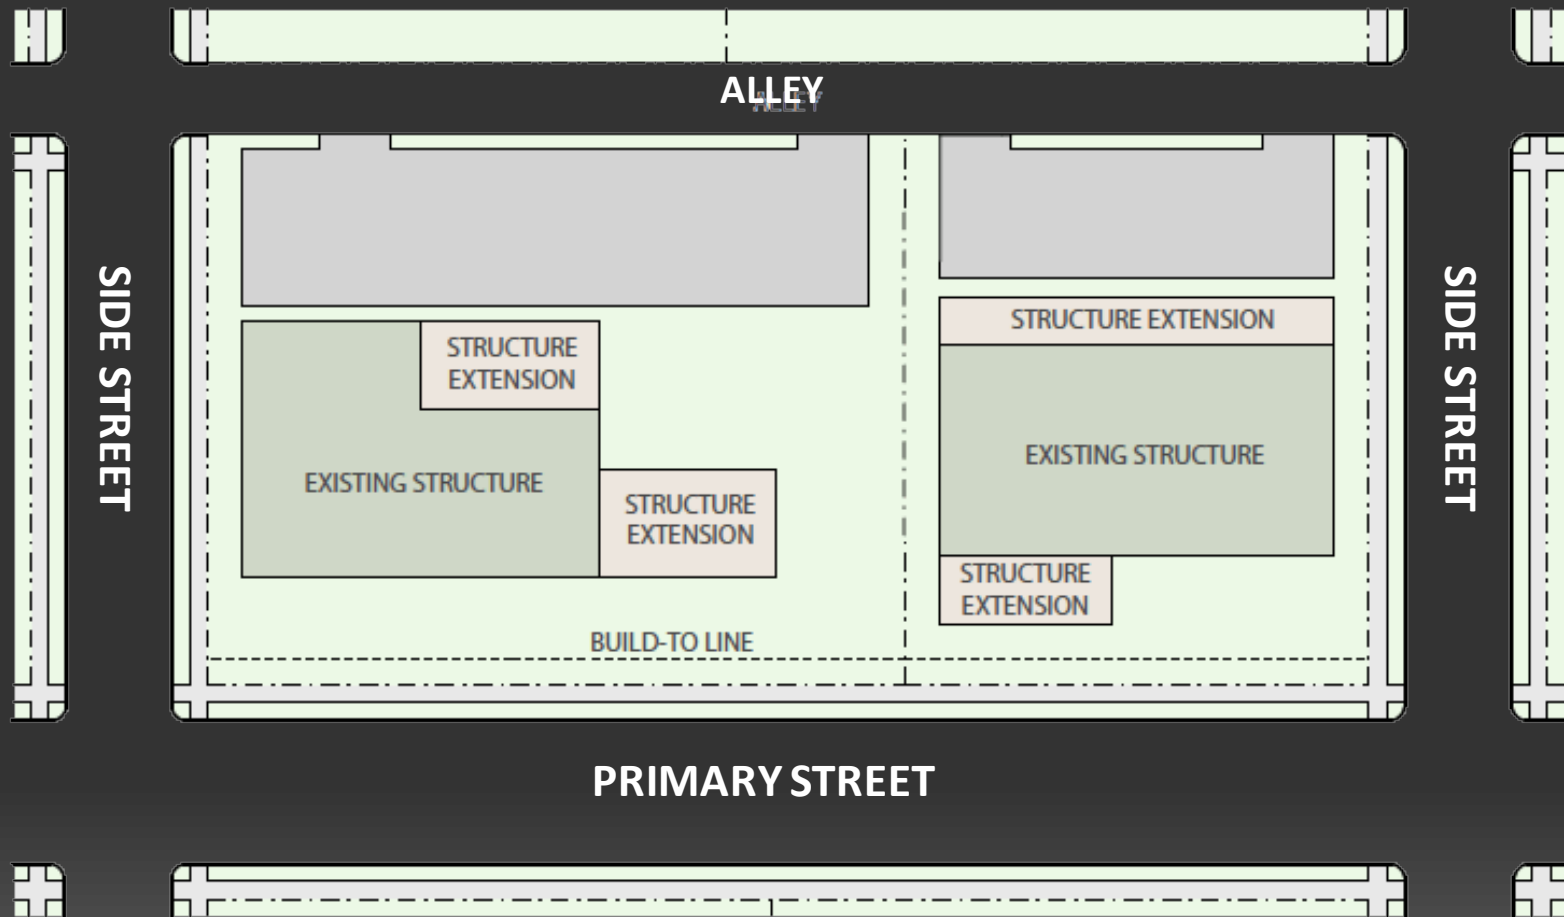 ALLEY
ALLEY
SIDE STREET
SIDE STREET
STRUCTURE EXTENSION
STRUCTURE
EXTENSION
EXISTING STRUCTURE
EXISTING STRUCTURE
STRUCTURE
EXTENSION
STRUCTURE
EXTENSION
BUILD-TO LINE
PRIMARY STREET